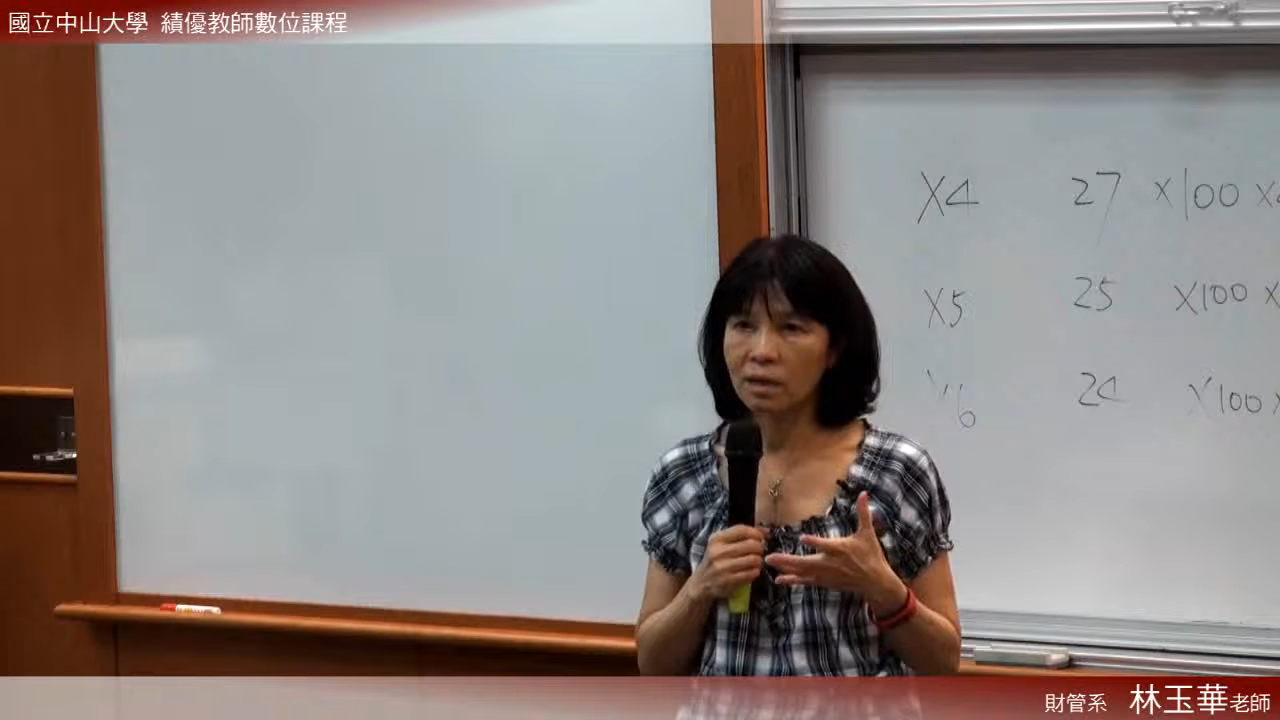 國立中山大學 績優教師數位課程
X4 27 X100 X
X5 25 X100 X
6 24 X100
財管系 林玉華老師